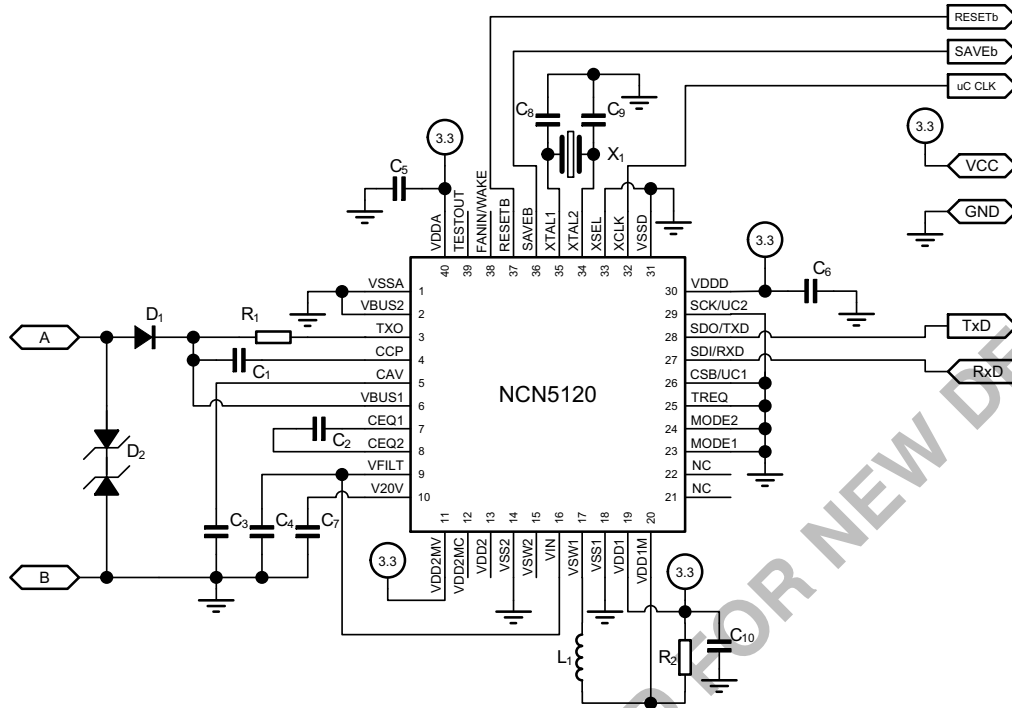 RESETb
SAVEb
uC CLK
C8
C9
3.3
X1
3.3
VCC
C5
GND
VDDA
TESTOUT
FANIN/WAKE
RESETB
SAVEB
XTAL1
XTAL2
XSEL
XCLK
VSSD
3.3
40
39
38
37
36
35
34
33
32
31
C6
VSSA
1
30
VDDD
VBUS2
2
29
SCK/UC2
A
D1
R1
TXO
3
28
SDO/TXD
TxD
C1
CCP
4
27
SDI/RXD
RxD
CAV
5
26
CSB/UC1
NCN5120
VBUS1
6
25
TREQ
C2
CEQ1
7
24
MODE2
D2
CEQ2
8
23
MODE1
VFILT
9
22
NC
V20V
10
21
NC
11
12
13
14
15
16
17
18
19
20
C3
C4
C7
VDD2MV
VDD2MC
VDD2
VSS2
VSW2
VIN
VSW1
VSS1
VDD1
VDD1M
3.3
3.3
B
L1
R2
C10
D FOR NEW DE